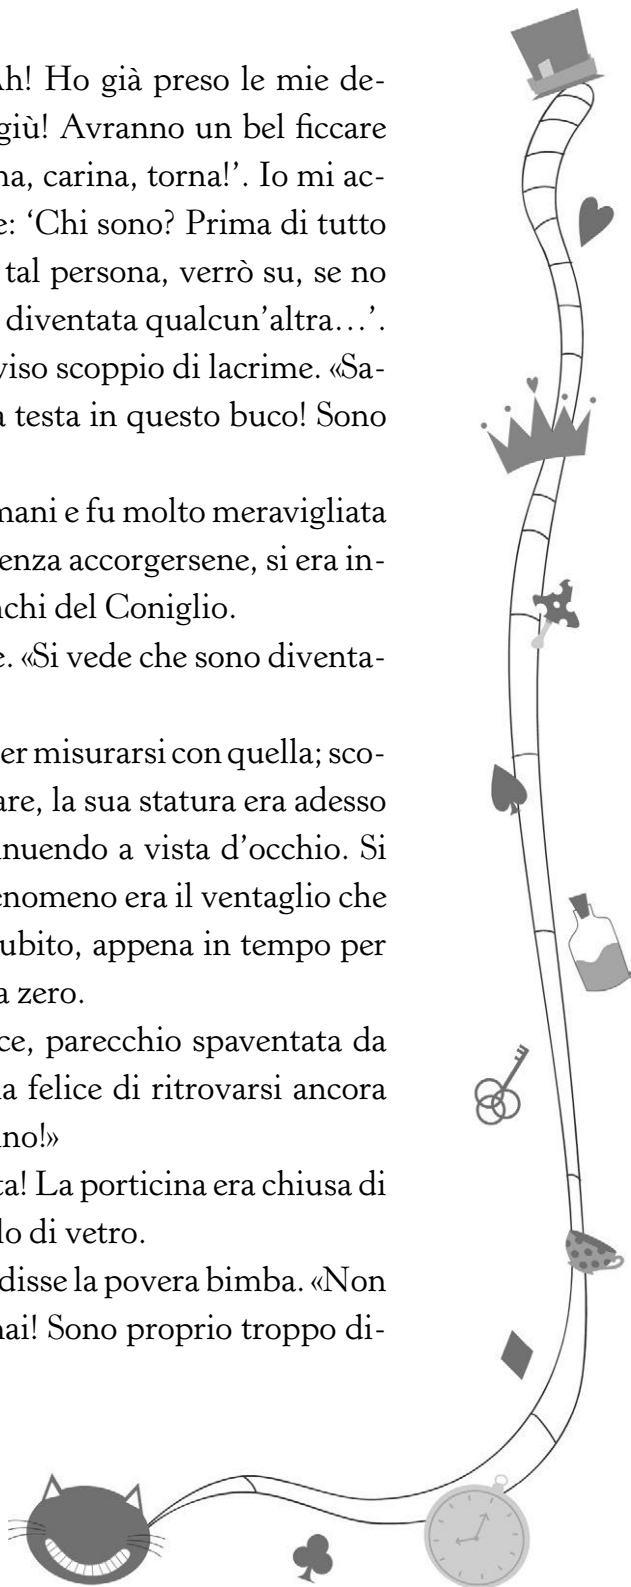 Ah! Ho già preso le mie de-
giù! Avranno un bel ficcare
na, carina, torna!’. Io mi ac-
e: ‘Chi sono? Prima di tutto
tal persona, verrò su, se no
diventata qualcun’altra…’.
viso scoppio di lacrime. «Sa-
a testa in questo buco! Sono
mani e fu molto meravigliata
enza accorgersene, si era in-
nchi del Coniglio.
e. «Si vede che sono diventa-
er misurarsi con quella; sco-
are, la sua statura era adesso
inuendo a vista d’occhio. Si
enomeno era il ventaglio che
ubito, appena in tempo per
a zero.
ce, parecchio spaventata da
na felice di ritrovarsi ancora
ino!»
ta! La porticina era chiusa di
lo di vetro.
disse la povera bimba. «Non
mai! Sono proprio troppo di-